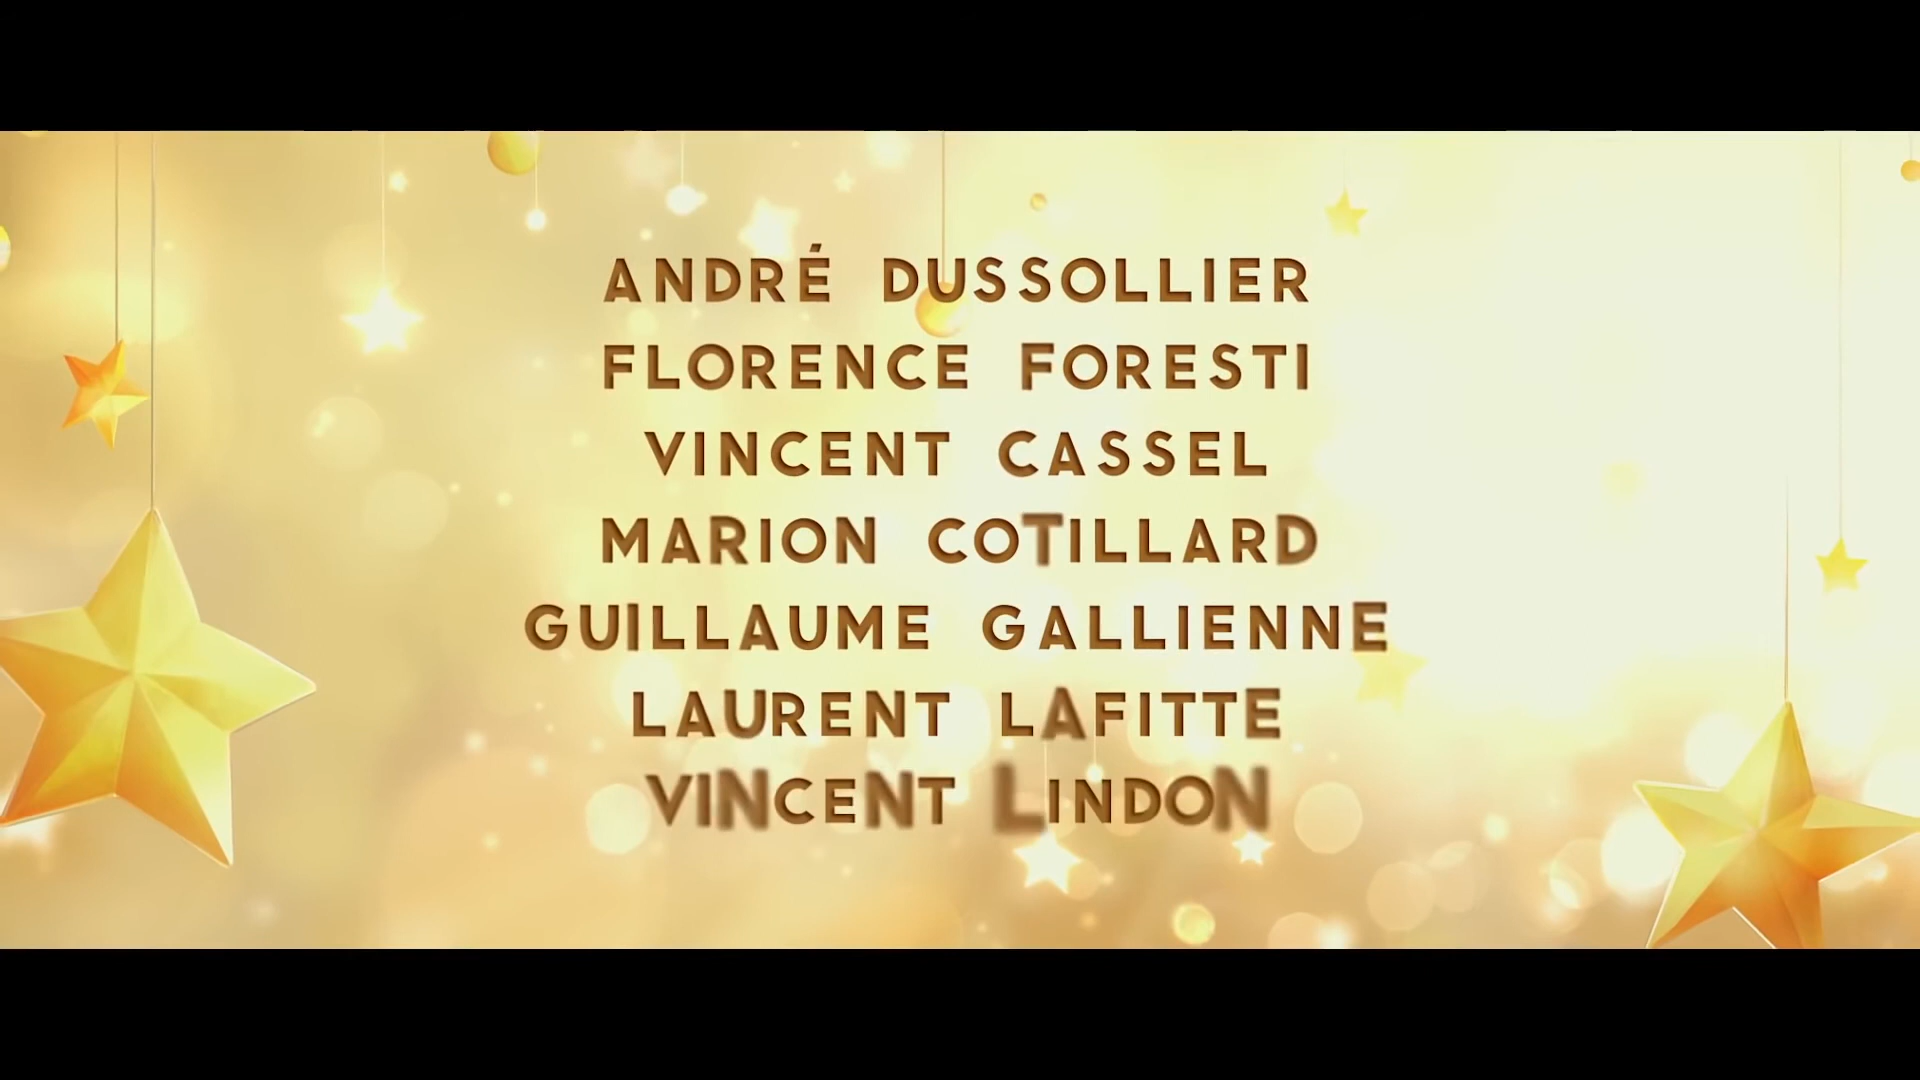 ANDRÉ DUSSOLLIER
FLORENCE FORESTI
VINCENT CASSEL
MARION COTILLARD
GUILLAUME GALLIENNE
LAURENT LAFITTE
VINCENT LINDON